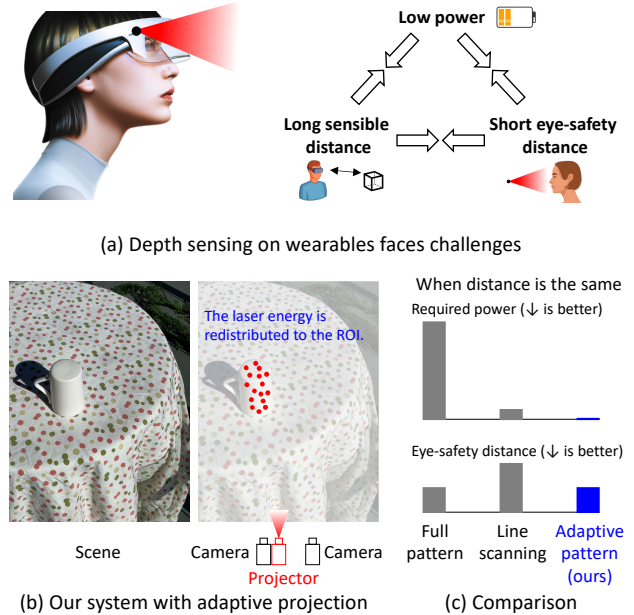 Low power
Long sensible
distance
Short eye-safety
distance
(a) Depth sensing on wearables faces challenges
The laser energy is
redistributed to the ROI.
Scene
Camera
Camera
Projector
(b) Our system with adaptive projection
When distance is the same
Required power (↓ is better)
Eye-safety distance (↓ is better)
Full
pattern
Line
scanning
Adaptive
pattern
(ours)
(c) Comparison